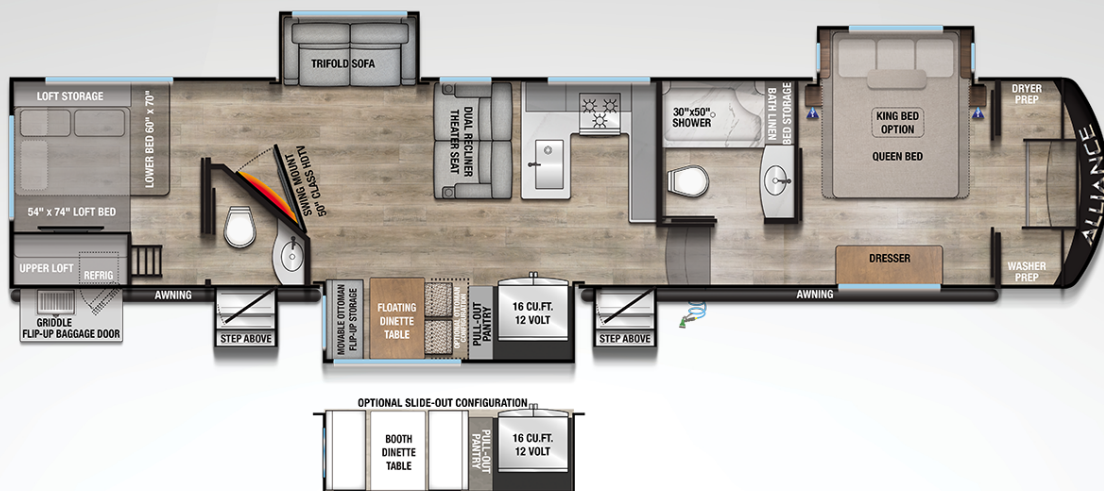 TRIFOLD SOFA
LOFT STORAGE
LOWER BED 60" x 70"
54" x 74" LOFT BED
UPPER LOFT
REFRIG
GRIDDLE
FLIP-UP BAGGAGE DOOR
AWNING
STEP ABOVE
SWING MOUNT
50" CLASS HDTV
DUAL RECLINER
THEATER SEAT
MOVABLE OTTOMAN
FLIP-UP STORAGE
FLOATING
DINETTE
TABLE
OPTIONAL OTTOMAN
PULL-OUT
PANTRY
16 CU.FT.
12 VOLT
STEP ABOVE
30"x50"
SHOWER
BATH LINEN
BED STORAGE
KING BED
OPTION
QUEEN BED
DRESSER
AWNING
DRYER
PREP
WASHER
PREP
ALLIANCE
OPTIONAL SLIDE-OUT CONFIGURATION
BOOTH
DINETTE
TABLE
PULL-OUT
PANTRY
16 CU.FT.
12 VOLT